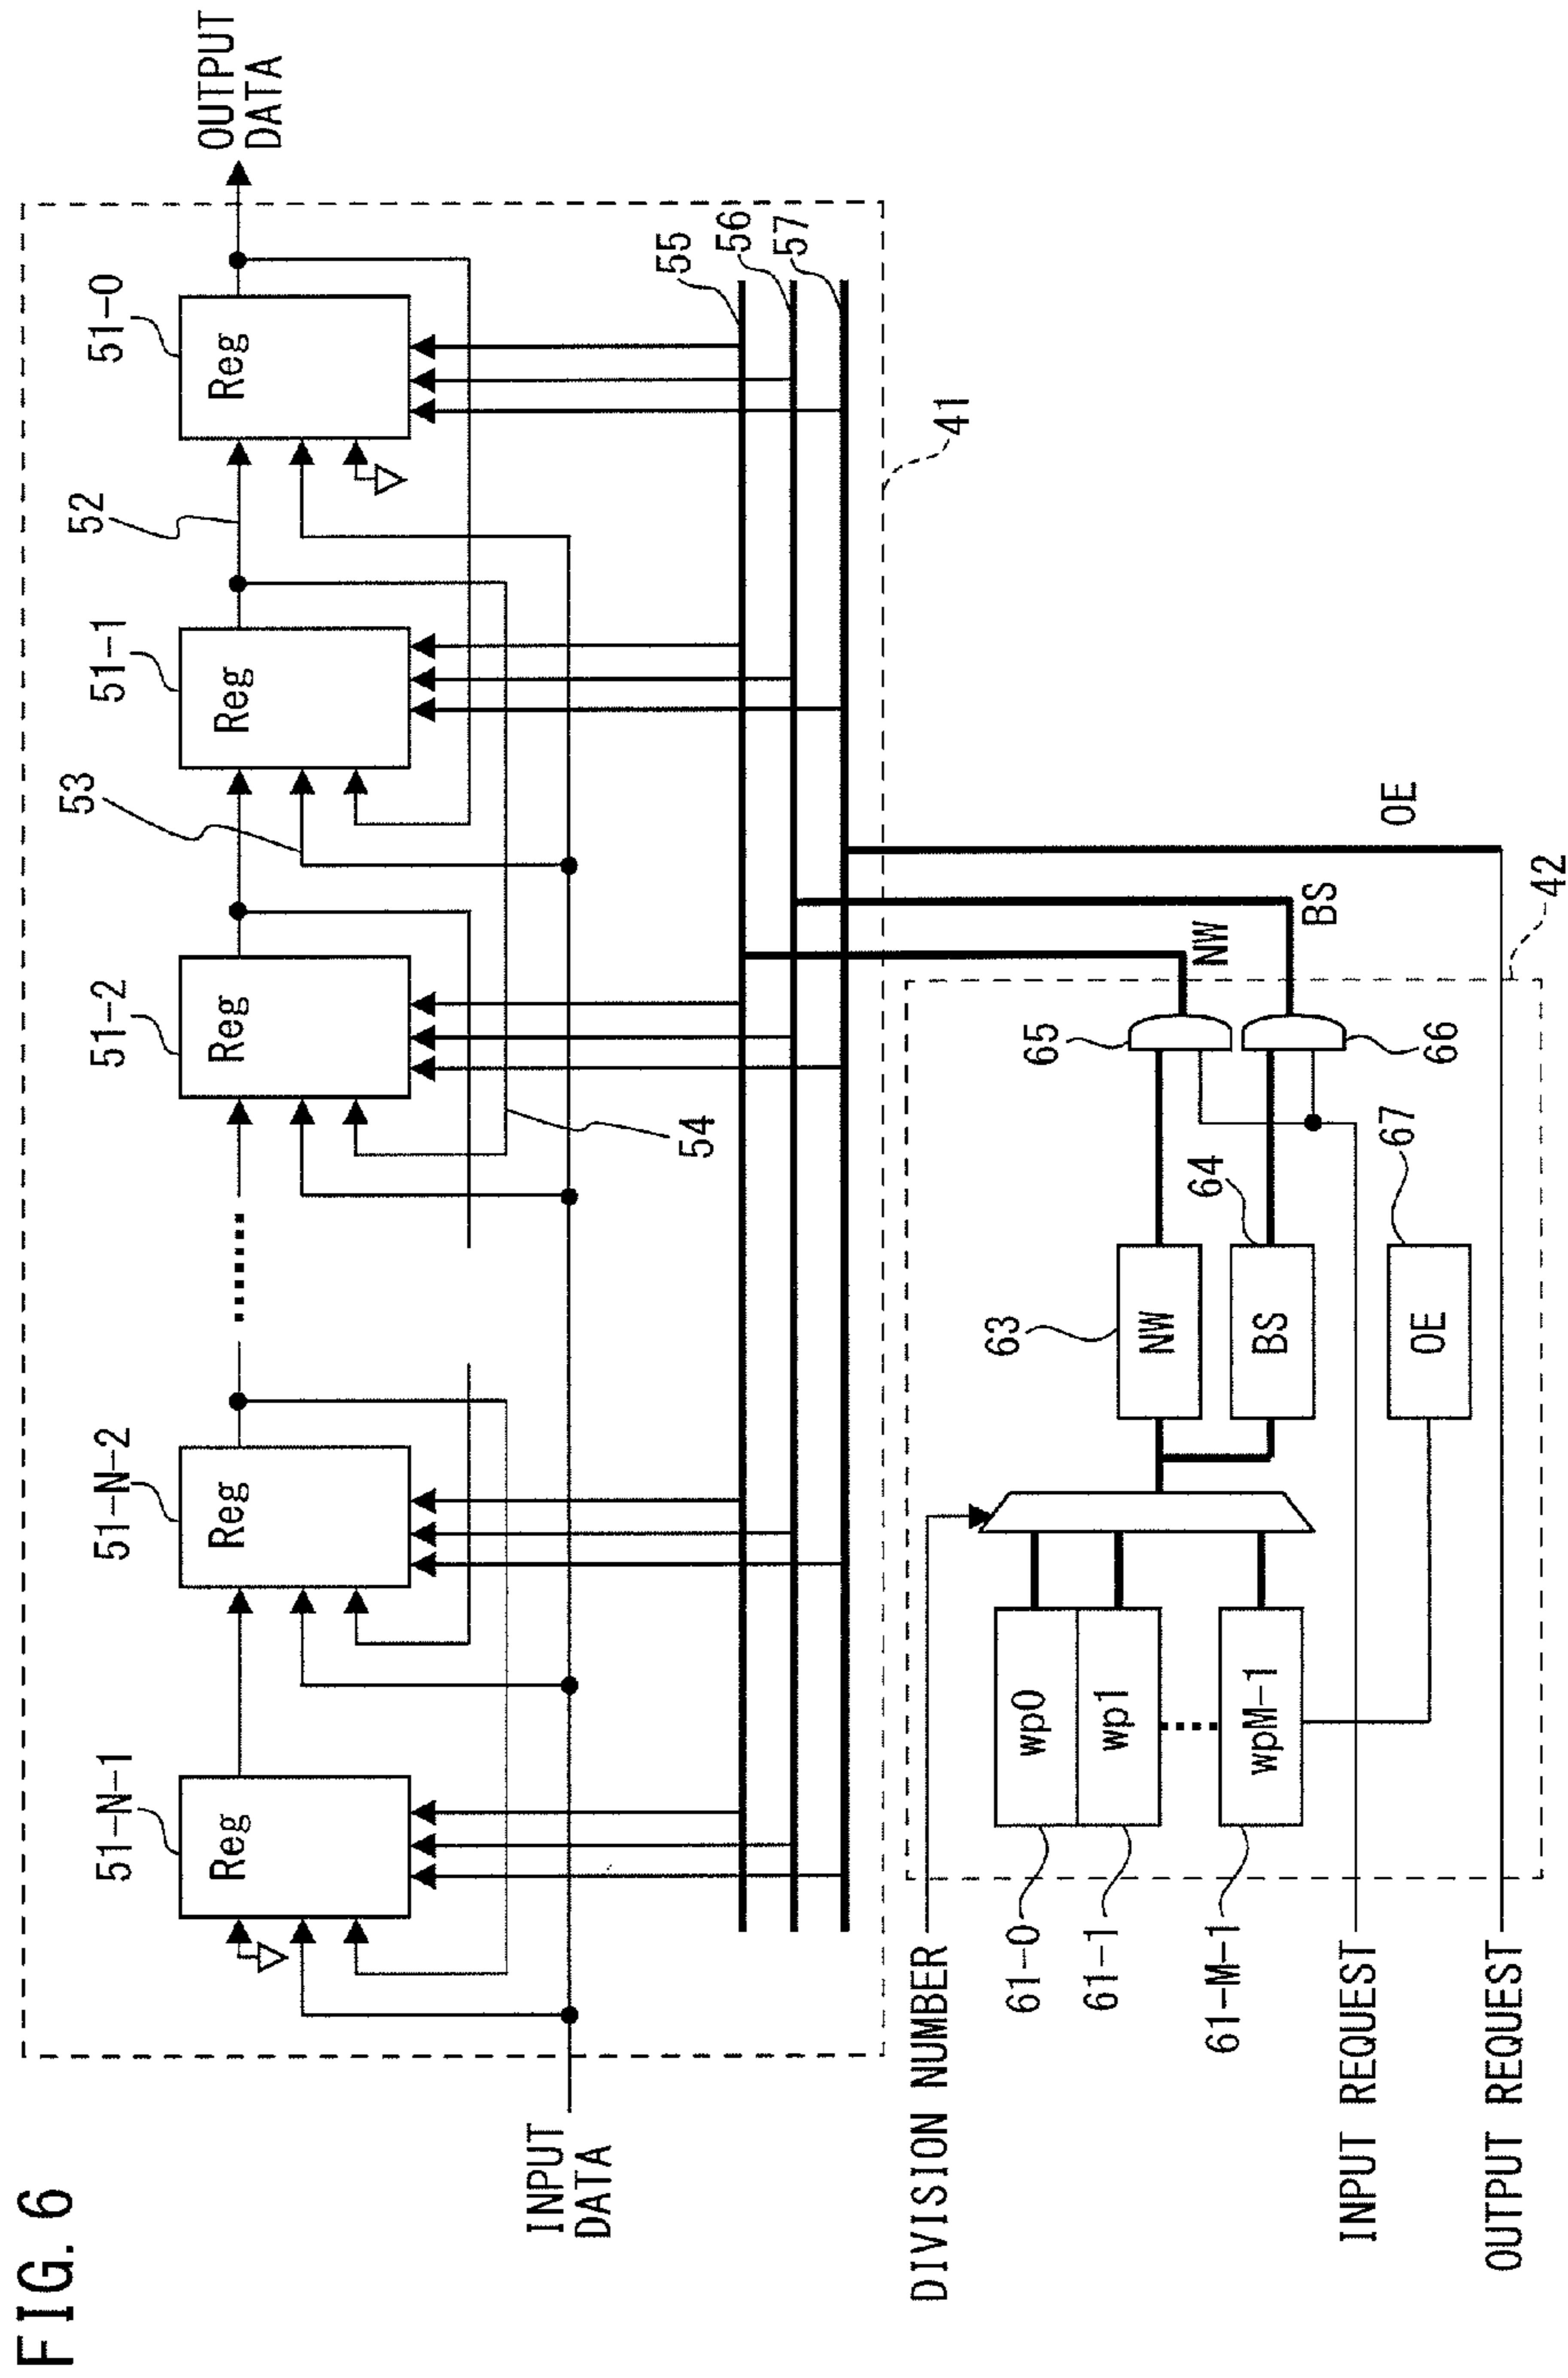 FIG. 6
51-N-1
51-N-2
51-2
53
51-1
52
51-0
OUTPUT
DATA
Reg
Reg
Reg
Reg
Reg
INPUT
DATA
54
55
56
57
41
DIVISION NUMBER
61-0
61-1
61-M-1
wp0
wp1
wpM-1
63
NW
64
BS
67
OE
65
66
NW
BS
OE
42
INPUT REQUEST
OUTPUT REQUEST